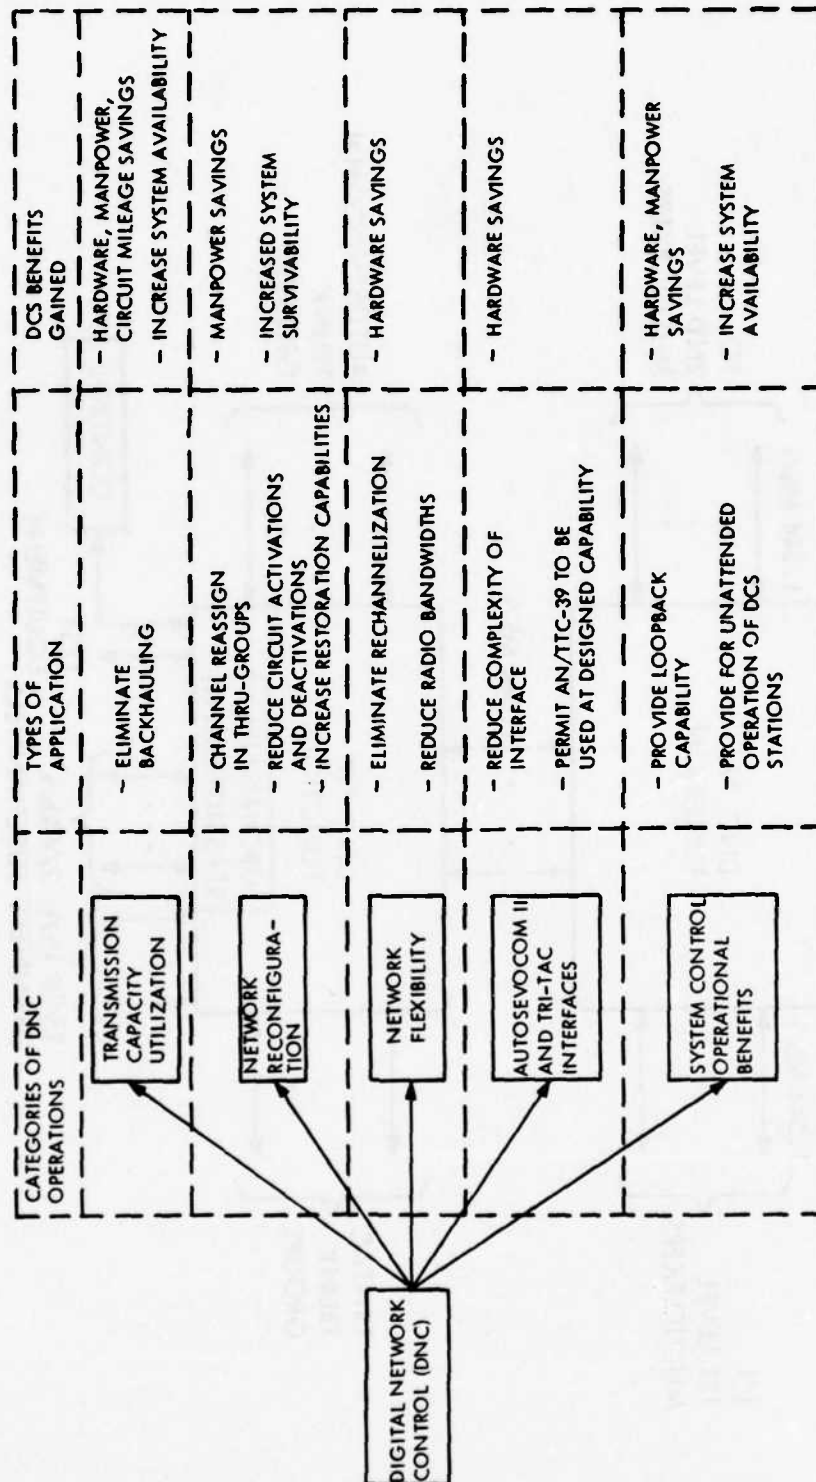 CATEGORIES OF DNC
OPERATIONS
TYPES OF
APPLICATION
DCS BENEFITS
GAINED
DIGITAL NETWORK
CONTROL (DNC)
TRANSMISSION
CAPACITY
UTILIZATION
- ELIMINATE
BACKHAULING
- HARDWARE, MANPOWER,
CIRCUIT MILEAGE SAVINGS
- INCREASE SYSTEM AVAILABILITY
NETWORK
RECONFIGURA-
TION
- CHANNEL REASSIGN
IN THRU-GROUPS
- REDUCE CIRCUIT ACTIVATIONS
AND DEACTIVATIONS
- INCREASE RESTORATION CAPABILITIES
- MANPOWER SAVINGS
- INCREASED SYSTEM
SURVIVABILITY
NETWORK
FLEXIBILITY
- ELIMINATE RECHANNELIZATION
- REDUCE RADIO BANDWIDTHS
- HARDWARE SAVINGS
AUTOSEVOCOM II
AND TRI-TAC
INTERFACES
- REDUCE COMPLEXITY OF
INTERFACE
- PERMIT AN/TTC-39 TO BE
USED AT DESIGNED CAPABILITY
- HARDWARE SAVINGS
SYSTEM CONTROL
OPERATIONAL
BENEFITS
- PROVIDE LOOPBACK
CAPABILITY
- PROVIDE FOR UNATTENDED
OPERATION OF DCS
STATIONS
- HARDWARE, MANPOWER
SAVINGS
- INCREASE SYSTEM
AVAILABILITY